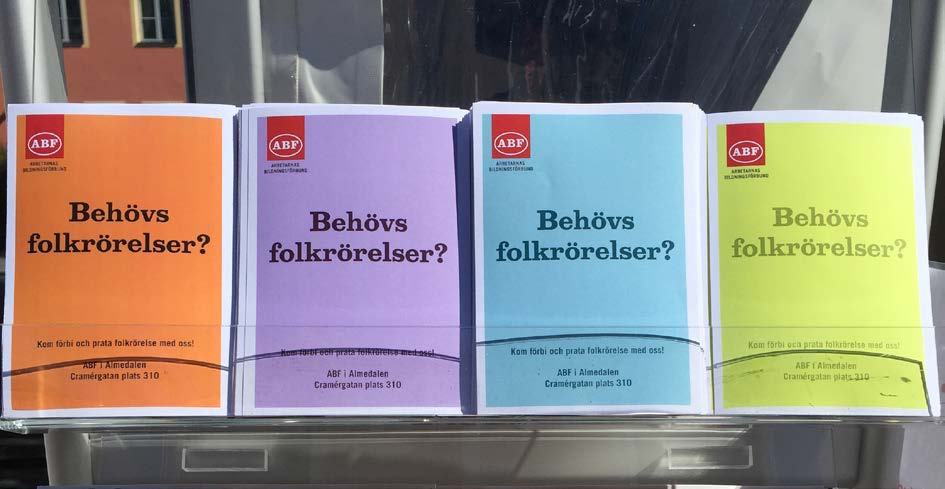 ABF
ARBETARNAS
BILDNINGSFÖRBUND
Behövs
folkrörelser?
Kom förbi och prata folkrörelse med oss!
ABF i Almedalen
Cramérgatan plats 310
ABF
ARBETARNAS
BILDNINGSFÖRBUND
Behövs
folkrörelser?
Kom förbi och prata folkrörelse med oss!
ABF i Almedalen
Cramérgatan plats 310
ABF
ARBETARNAS
BILDNINGSFÖRBUND
Behövs
folkrörelser?
Kom förbi och prata folkrörelse med oss!
ABF i Almedalen
Cramérgatan plats 310
ABF
ARBETARNAS
BILDNINGSFÖRBUND
Behövs
folkrörelser?
Kom förbi och prata folkrörelse med oss!
ABF i Almedalen
Cramérgatan plats 310